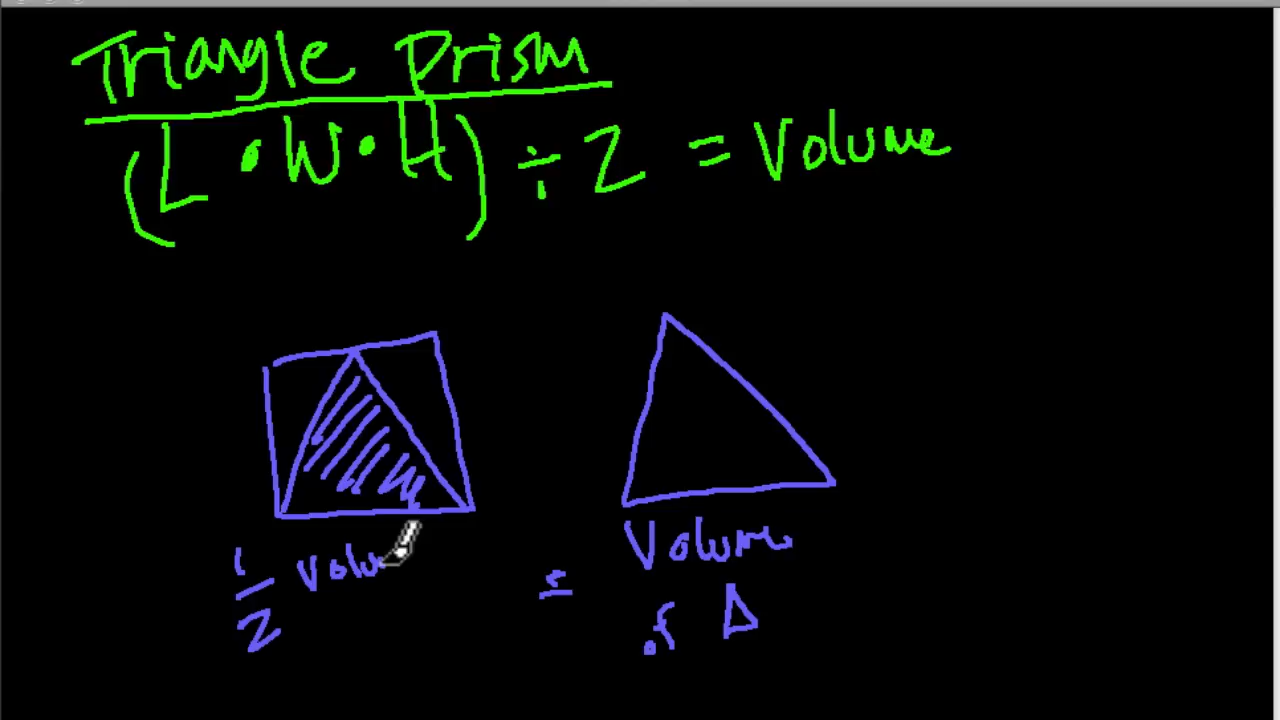 Triangle Prism
(L • W • H) ÷ 2 = Volume
1/2 Volu = Volume
of Δ